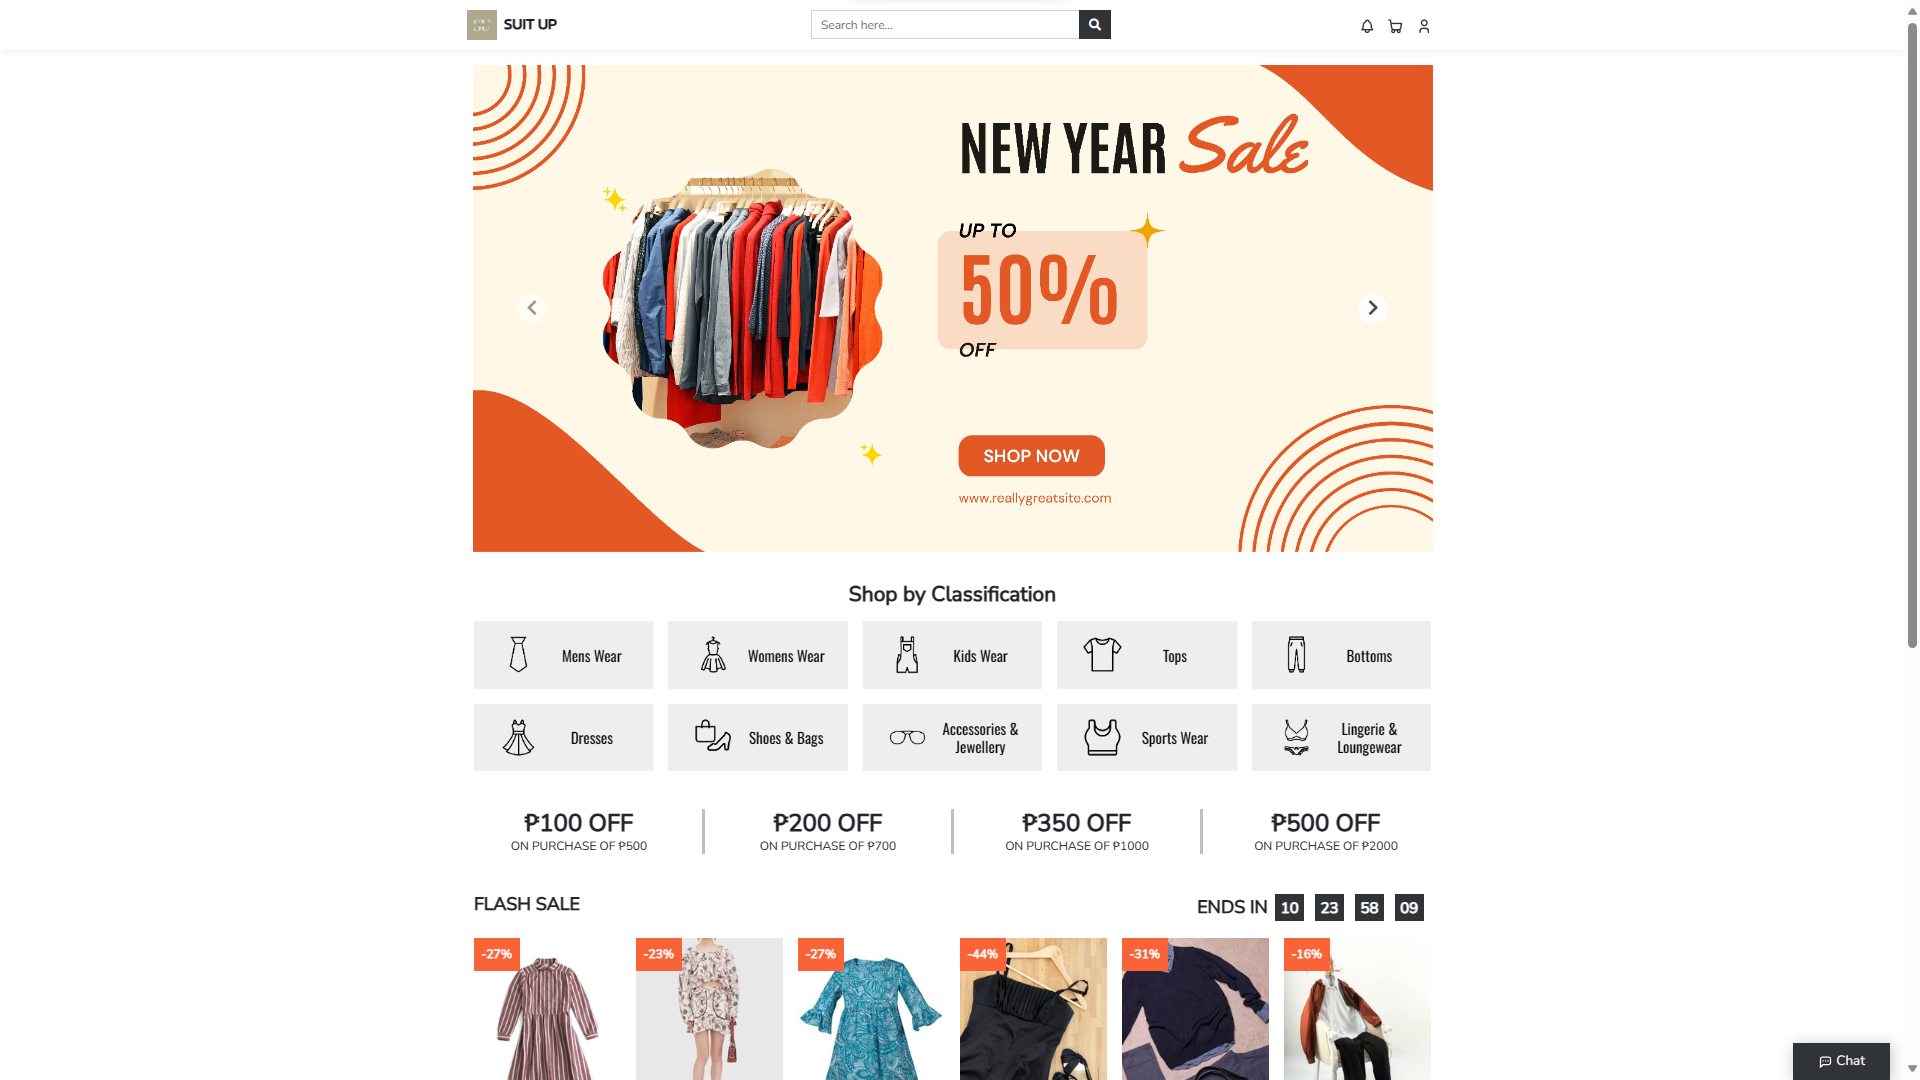 SU
SUIT UP
Search here...
NEW YEAR Sale
UP TO
50%
OFF
SHOP NOW
www.reallygreatsite.com
Shop by Classification
Mens Wear
Womens Wear
Kids Wear
Tops
Bottoms
Dresses
Shoes & Bags
Accessories &
Jewellery
Sports Wear
Lingerie &
Loungewear
₱100 OFF
ON PURCHASE OF ₱500
₱200 OFF
ON PURCHASE OF ₱700
₱350 OFF
ON PURCHASE OF ₱1000
₱500 OFF
ON PURCHASE OF ₱2000
FLASH SALE
ENDS IN 10 23 58 09
-27%
-23%
-27%
-44%
-31%
-16%
Chat